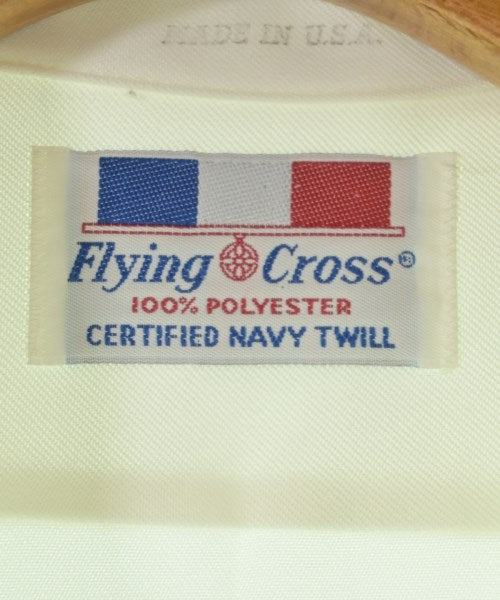 MADE IN U.S.A.
Flying Cross®
100% POLYESTER
CERTIFIED NAVY TWILL